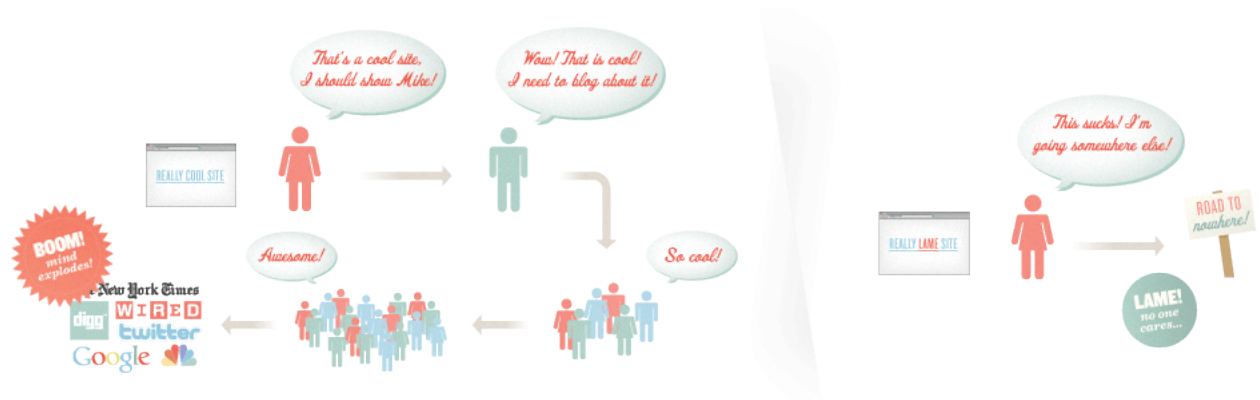 That's a cool site,
I should show Mike!
Wow! That is cool!
I need to blog about it!
REALLY COOL SITE
BOOM!
mind
explodes!
Awesome!
So cool!
New York Times
digg
WIRED
twitter
Google
This sucks! I'm
going somewhere else!
REALLY LAME SITE
ROAD TO
nowhere!
LAME!
no one
cares...